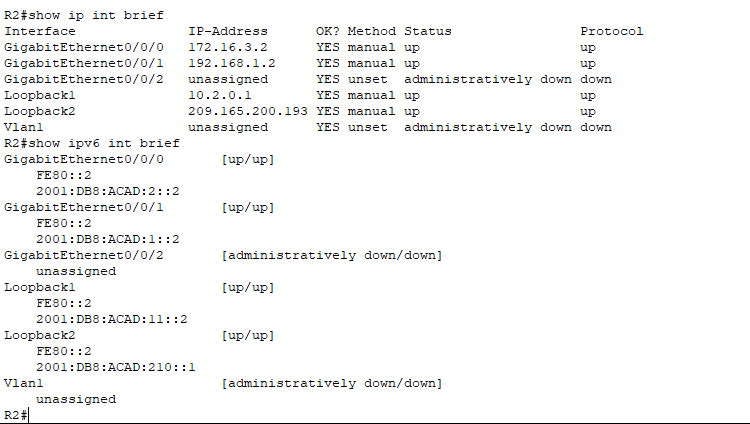 R2#show ip int brief
Interface              IP-Address      OK? Method Status                Protocol
GigabitEthernet0/0/0   172.16.3.2      YES manual up                    up
GigabitEthernet0/0/1   192.168.1.2     YES manual up                    up
GigabitEthernet0/0/2   unassigned      YES unset  administratively down down
Loopback1              10.2.0.1        YES manual up                    up
Loopback2              209.165.200.193 YES manual up                    up
Vlan1                  unassigned      YES unset  administratively down down
R2#show ipv6 int brief
GigabitEthernet0/0/0       [up/up]
    FE80::2
    2001:DB8:ACAD:2::2
GigabitEthernet0/0/1       [up/up]
    FE80::2
    2001:DB8:ACAD:1::2
GigabitEthernet0/0/2       [administratively down/down]
    unassigned
Loopback1                  [up/up]
    FE80::2
    2001:DB8:ACAD:11::2
Loopback2                  [up/up]
    FE80::2
    2001:DB8:ACAD:210::1
Vlan1                      [administratively down/down]
    unassigned
R2#